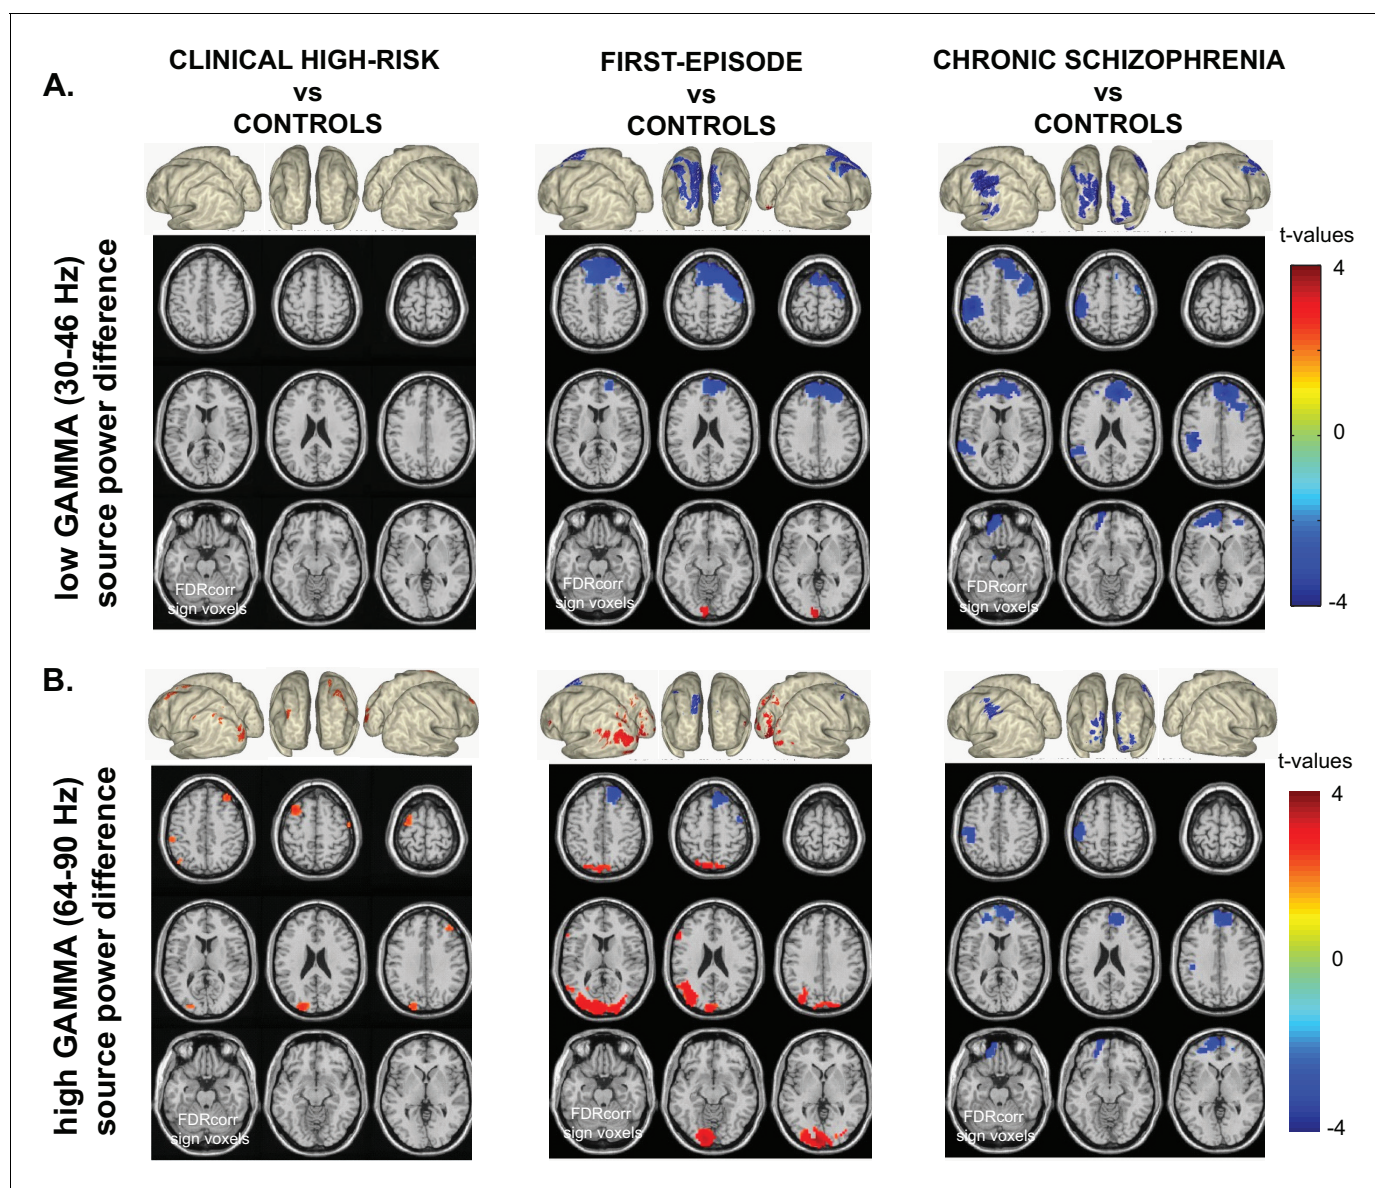 A.
CLINICAL HIGH-RISK
vs
CONTROLS
FIRST-EPISODE
vs
CONTROLS
CHRONIC SCHIZOPHRENIA
vs
CONTROLS
low GAMMA (30-46 Hz)
source power difference
FDRcorr
sign voxels
FDRcorr
sign voxels
FDRcorr
sign voxels
t-values
4
0
-4
B.
high GAMMA (64-90 Hz)
source power difference
FDRcorr
sign voxels
FDRcorr
sign voxels
FDRcorr
sign voxels
t-values
4
0
-4